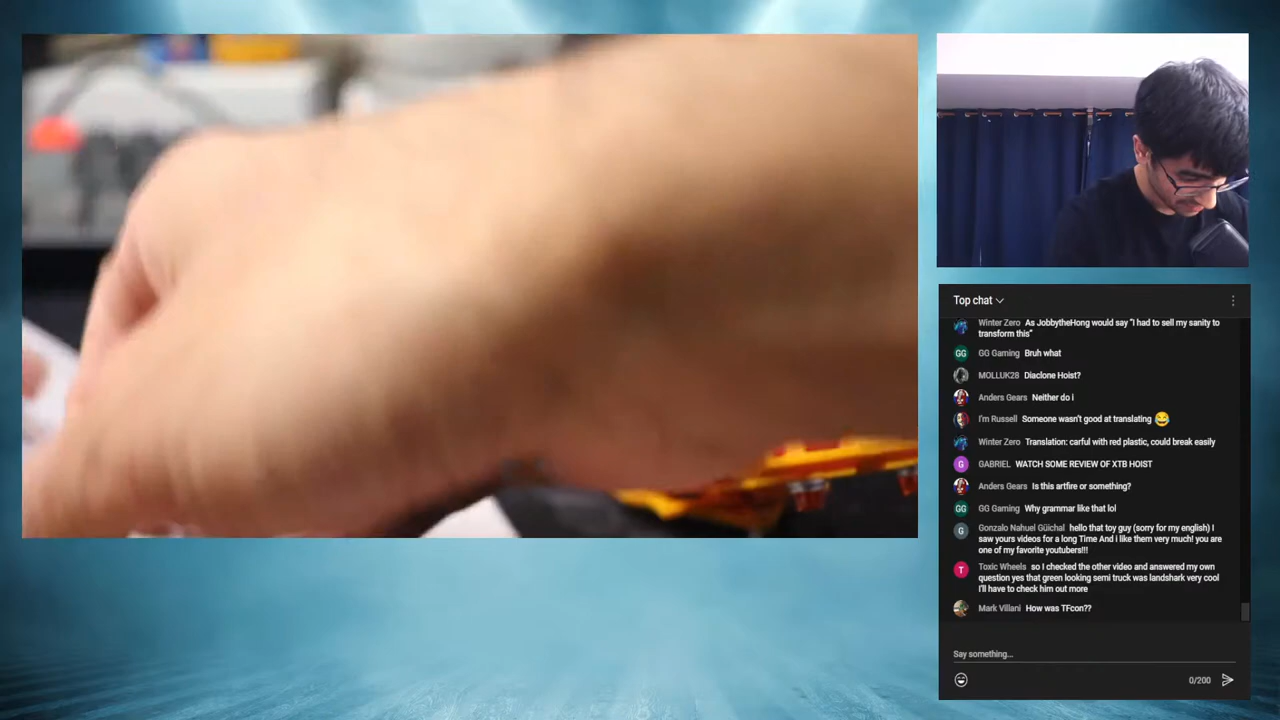 Top chat
Winter Zero As JobbytheHong would say "I had to sell my sanity to
transform this"
GG GG Gaming Bruh what
MOLLUK28 Diaclone Hoist?
Anders Gears Neither do i
I'm Russell Someone wasn't good at translating 😂
Winter Zero Translation: carful with red plastic, could break easily
G GABRIEL WATCH SOME REVIEW OF XTB HOIST
Anders Gears Is this artfire or something?
GG GG Gaming Why grammar like that lol
G Gonzalo Nahuel Güichal hello that toy guy (sorry for my english) I
saw yours videos for a long Time And i like them very much! you are
one of my favorite youtubers!!!
T Toxic Wheels so I checked the other video and answered my own
question yes that green looking semi truck was landshark very cool
I'll have to check him out more
Mark Villani How was TFcon??
Say something...
0/200